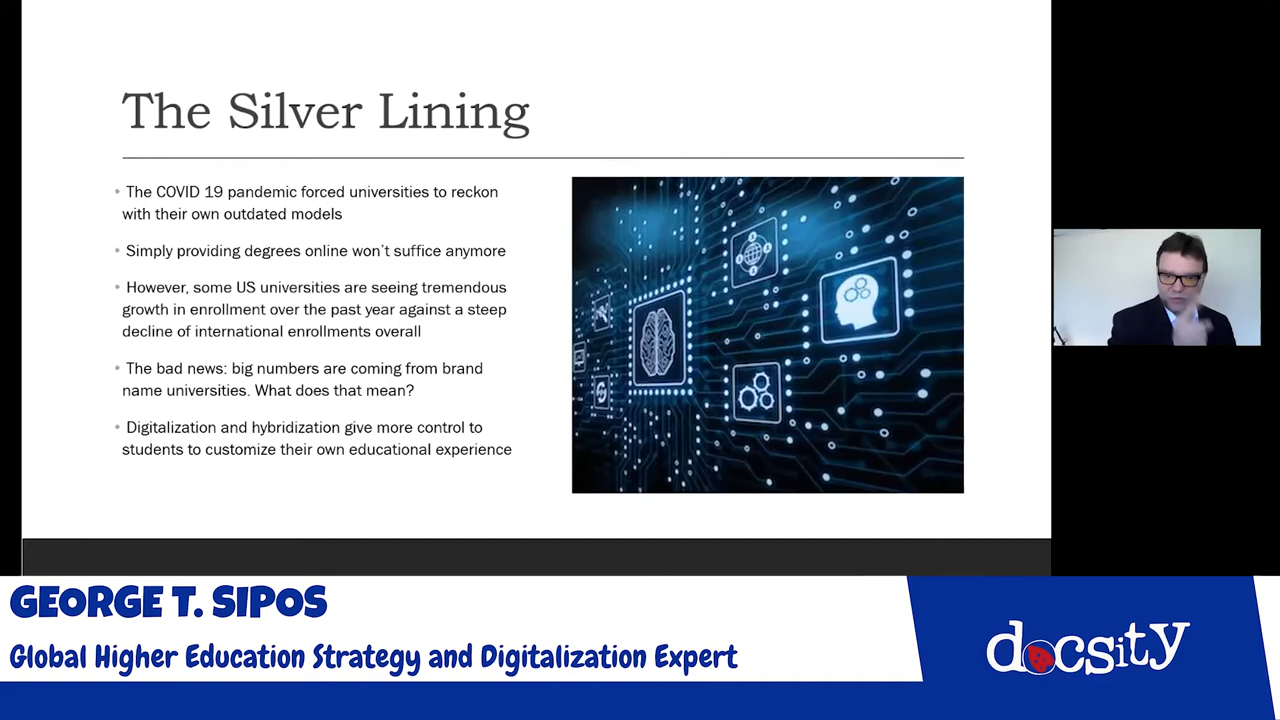 The Silver Lining
• The COVID 19 pandemic forced universities to reckon
with their own outdated models
• Simply providing degrees online won’t suffice anymore
• However, some US universities are seeing tremendous
growth in enrollment over the past year against a steep
decline of international enrollments overall
• The bad news: big numbers are coming from brand
name universities. What does that mean?
• Digitalization and hybridization give more control to
students to customize their own educational experience
GEORGE T. SIPOS
Global Higher Education Strategy and Digitalization Expert
docsity